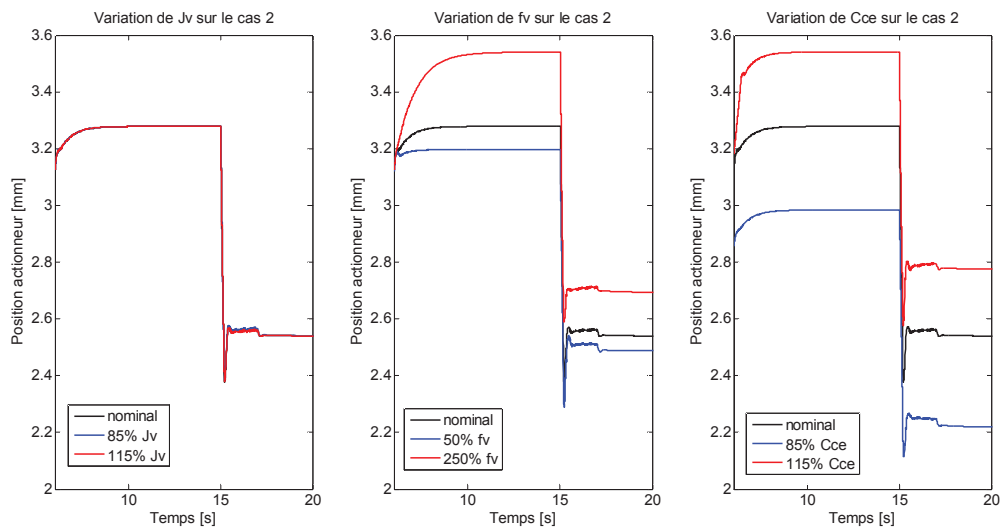 Variation de Jv sur le cas 2
Position actionneur [mm]
3.6
3.4
3.2
3
2.8
2.6
2.4
2.2
2
nominal
85% Jv
115% Jv
10
15
20
Temps [s]
Variation de fv sur le cas 2
Position actionneur [mm]
3.6
3.4
3.2
3
2.8
2.6
2.4
2.2
2
nominal
50% fv
250% fv
10
15
20
Temps [s]
Variation de Cce sur le cas 2
Position actionneur [mm]
3.6
3.4
3.2
3
2.8
2.6
2.4
2.2
2
nominal
85% Cce
115% Cce
10
15
20
Temps [s]